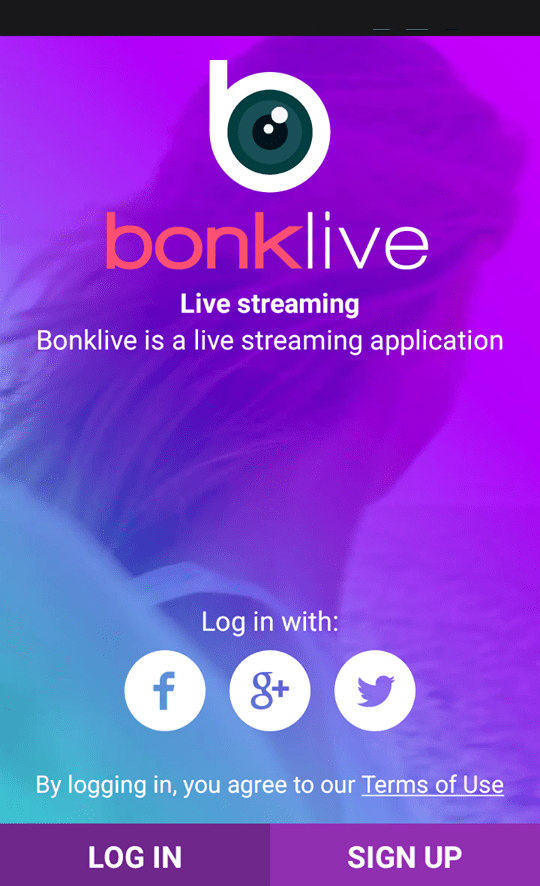 bonklive
Live streaming
Bonklive is a live streaming application
Log in with:
By logging in, you agree to our Terms of Use
LOG IN
SIGN UP